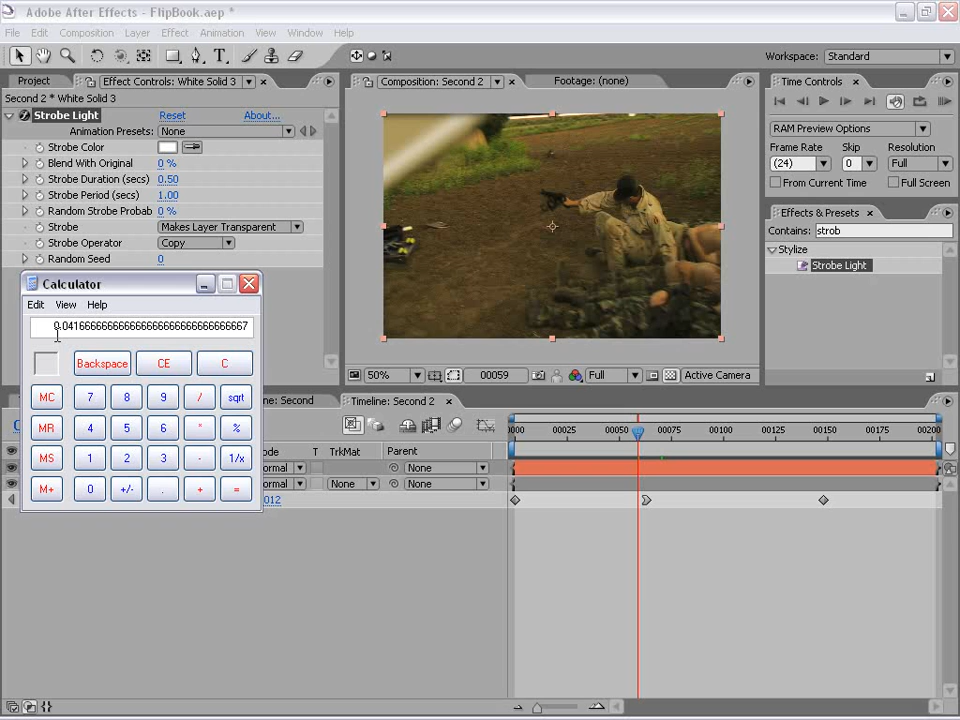 Adobe After Effects - FlipBook.aep *
File Edit Composition Layer Effect Animation View Window Help
Workspace: Standard
Project Effect Controls: White Solid 3 Composition: Second 2 Footage: (none) Time Controls
Second 2 * White Solid 3
Strobe Light Reset About...
Animation Presets: None
Strobe Color
Blend With Original 0 %
Strobe Duration (secs) 0.50
Strobe Period (secs) 1.00
Random Strobe Probab 0 %
Strobe Makes Layer Transparent
Strobe Operator Copy
Random Seed 0
RAM Preview Options
Frame Rate Skip Resolution
(24) 0 Full
From Current Time Full Screen
Effects & Presets
Contains: strob
Stylize
Strobe Light
Calculator
Edit View Help
Backspace CE C
MC 7 8 9 / sqrt
MR 4 5 6 * %
MS 1 2 3 - 1/x
M+ 0 +/- . + =
50% 00059 Full Active Camera
ne: Second Timeline: Second 2
0000 00025 00050 00075 00100 00125 00150 00175 00200
ode T TrkMat Parent
ormal None
ormal None None
012